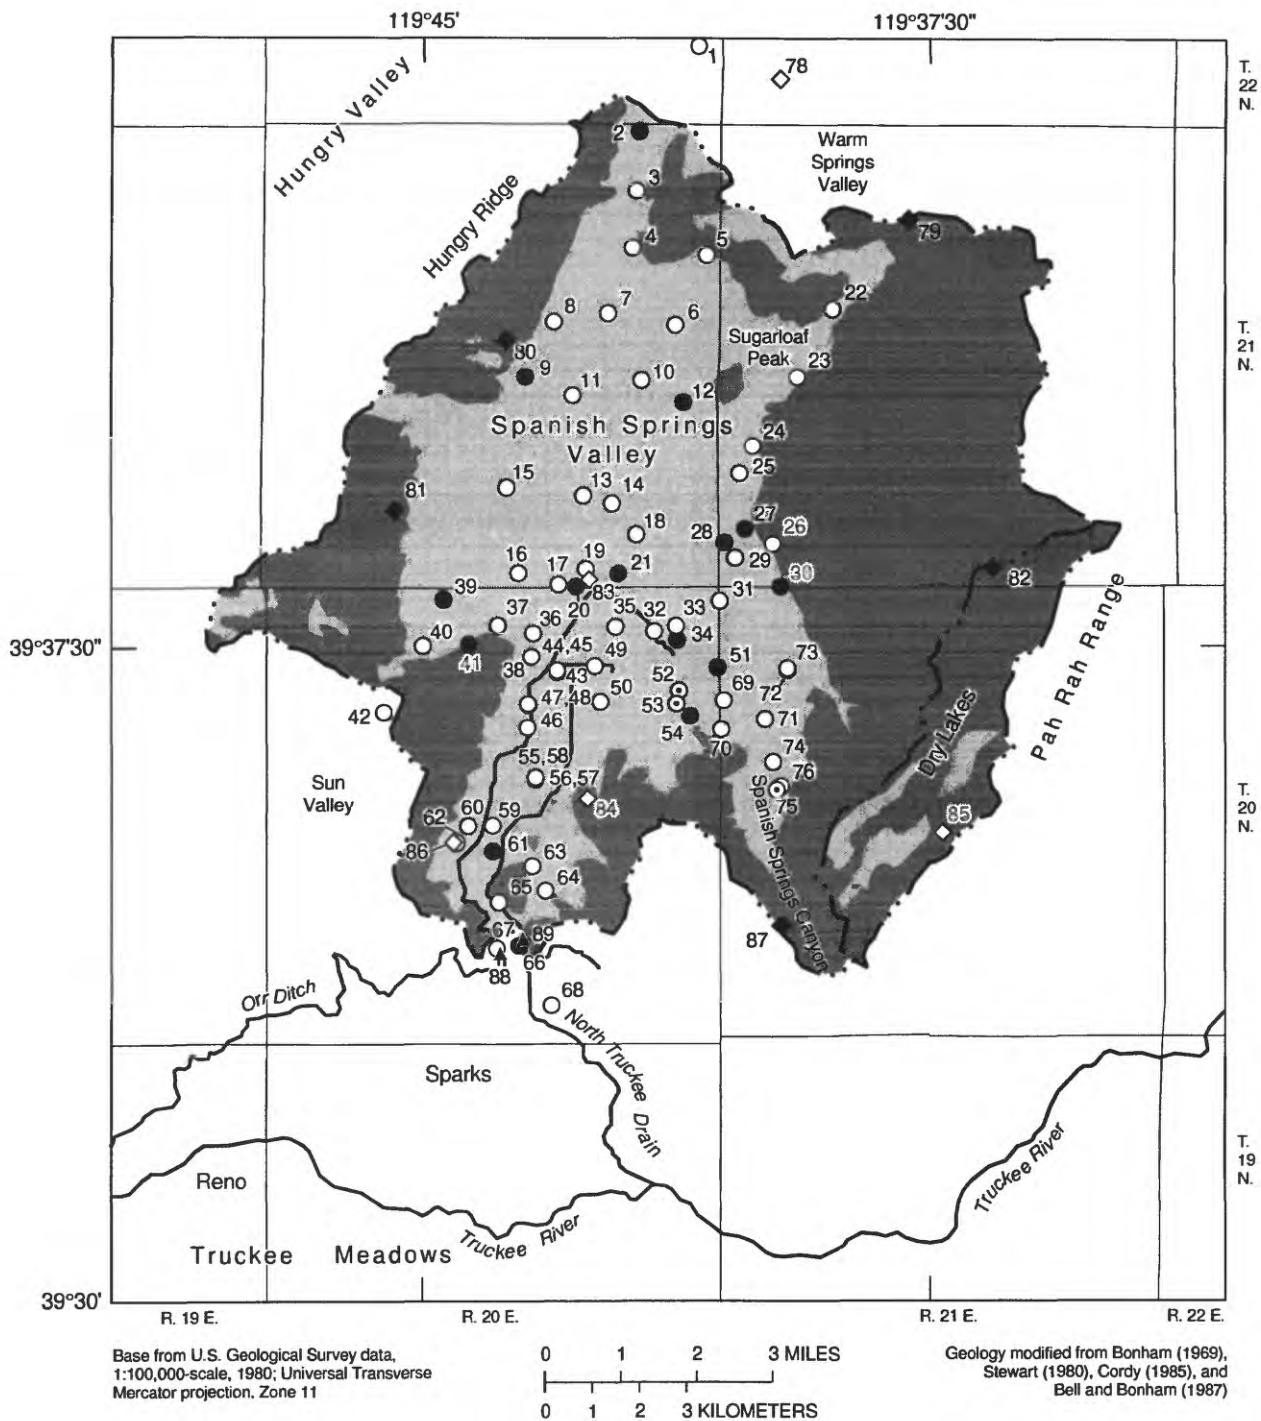 119°45' 119°37'30"
1
78
T.
22
N.
Hungry Valley
2
Warm
Springs
Valley
3
Hungry Ridge
79
4
5
22
7
8
6
Sugarloaf
Peak
T.
21
N.
80
23
9
10
11
12
Spanish Springs
Valley
24
25
15
13
14
81
27
26
18
28
29
19
16
17
21
30
82
39
83
31
20
35
32
33
37
36
34
40
44,45
39°37'30"
41
38
49
51
73
43
52
69
72
50
47,48
53
42
71
46
54
70
74
Pah Rah Range
Dry Lakes
55,58
56,57
76
75
Sun
Valley
84
T.
20
N.
60
59
62
85
86
61
63
64
65
Spanish Springs Canyon
67
89
87
88
66
Orr Ditch
68
North Truckee
Drain
Sparks
T.
19
N.
Reno
Truckee River
Truckee River
Truckee Meadows
39°30'
R. 19 E. R. 20 E. R. 21 E. R. 22 E.
Base from U.S. Geological Survey data,
1:100,000-scale, 1980; Universal Transverse
Mercator projection, Zone 11
0 1 2 3 MILES
0 1 2 3 KILOMETERS
Geology modified from Bonham (1969),
Stewart (1980), Cordy (1985), and
Bell and Bonham (1987)